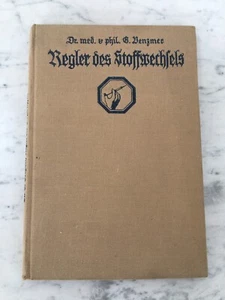 Dr. med. u phil. G. Venzmer
Regler des Stoffwechsels